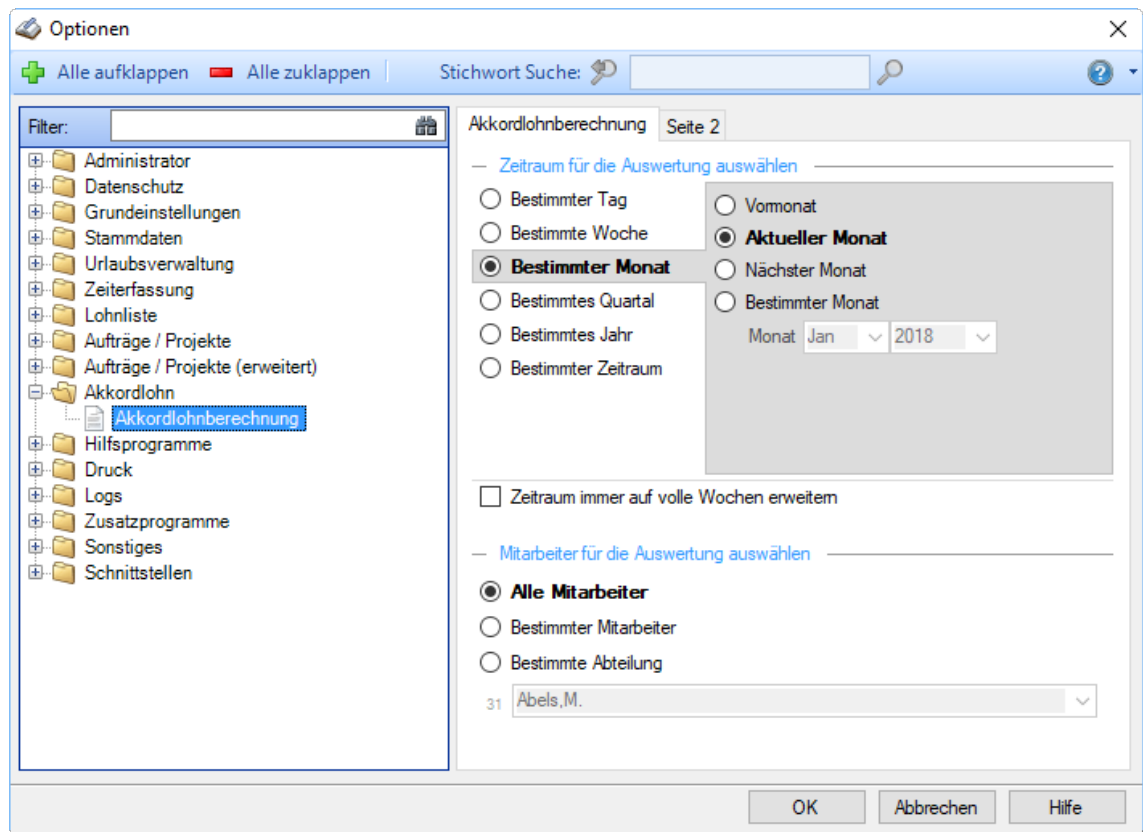 Optionen
Alle aufklappen Alle zuklappen Stichwort Suche:
Filter:
Administrator
Datenschutz
Grundeinstellungen
Stammdaten
Urlaubsverwaltung
Zeiterfassung
Lohnliste
Aufträge / Projekte
Aufträge / Projekte (erweitert)
Akkordlohn
Akkordlohnberechnung
Hilfsprogramme
Druck
Logs
Zusatzprogramme
Sonstiges
Schnittstellen
Akkordlohnberechnung Seite 2
Zeitraum für die Auswertung auswählen
Bestimmter Tag
Bestimmte Woche
Bestimmter Monat
Bestimmtes Quartal
Bestimmtes Jahr
Bestimmter Zeitraum
Vormonat
Aktueller Monat
Nächster Monat
Bestimmter Monat
Monat Jan 2018
Zeitraum immer auf volle Wochen erweitern
Mitarbeiter für die Auswertung auswählen
Alle Mitarbeiter
Bestimmter Mitarbeiter
Bestimmte Abteilung
31 Abels,M.
OK Abbrechen Hilfe